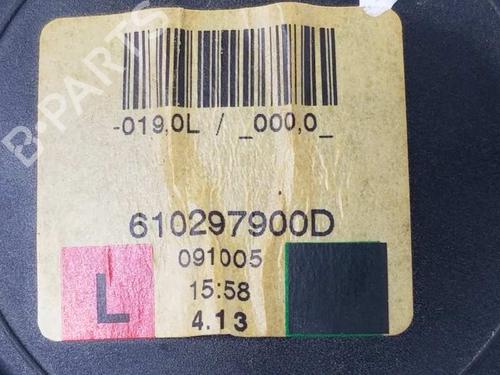 B-PARTS
-019,0L / _000,0_
610297900D
091005
L
15:58
4.13